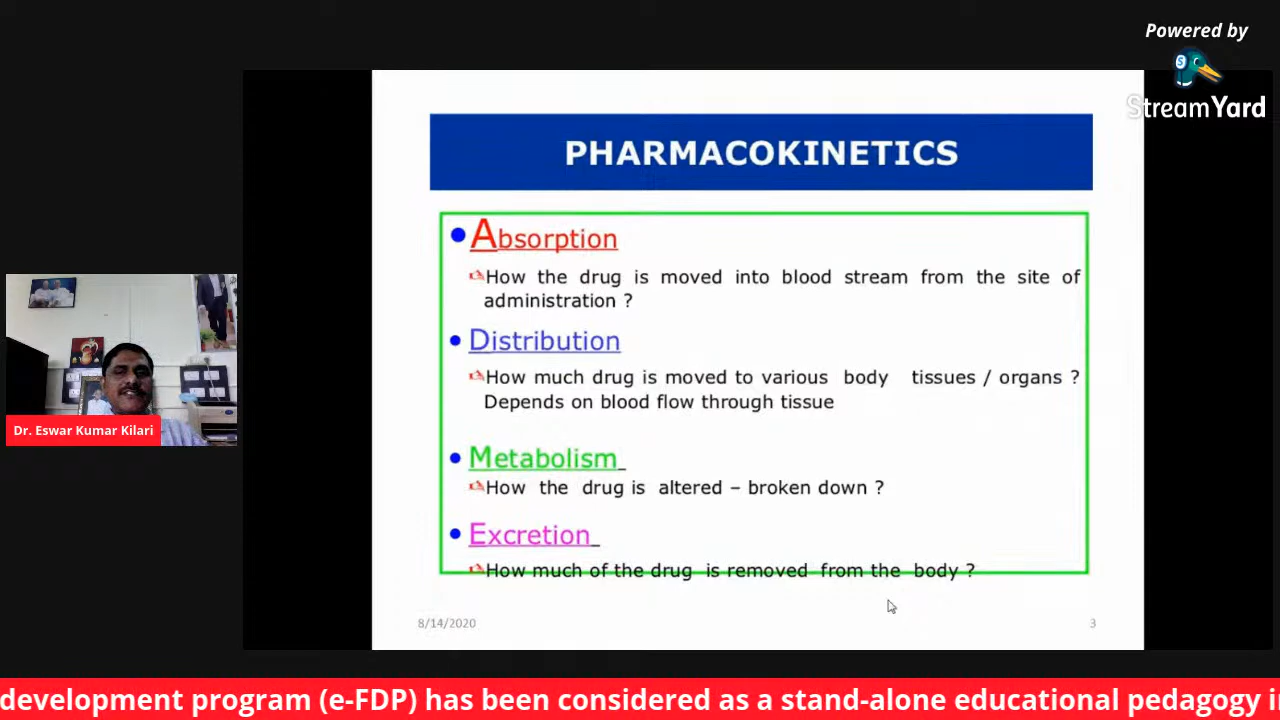 Powered by
StreamYard
PHARMACOKINETICS
Absorption
How the drug is moved into blood stream from the site of
administration ?
Distribution
How much drug is moved to various body tissues / organs ?
Depends on blood flow through tissue
Metabolism
How the drug is altered – broken down ?
Excretion
How much of the drug is removed from the body ?
8/14/2020
3
Dr. Eswar Kumar Kilari
development program (e-FDP) has been considered as a stand-alone educational pedagogy i